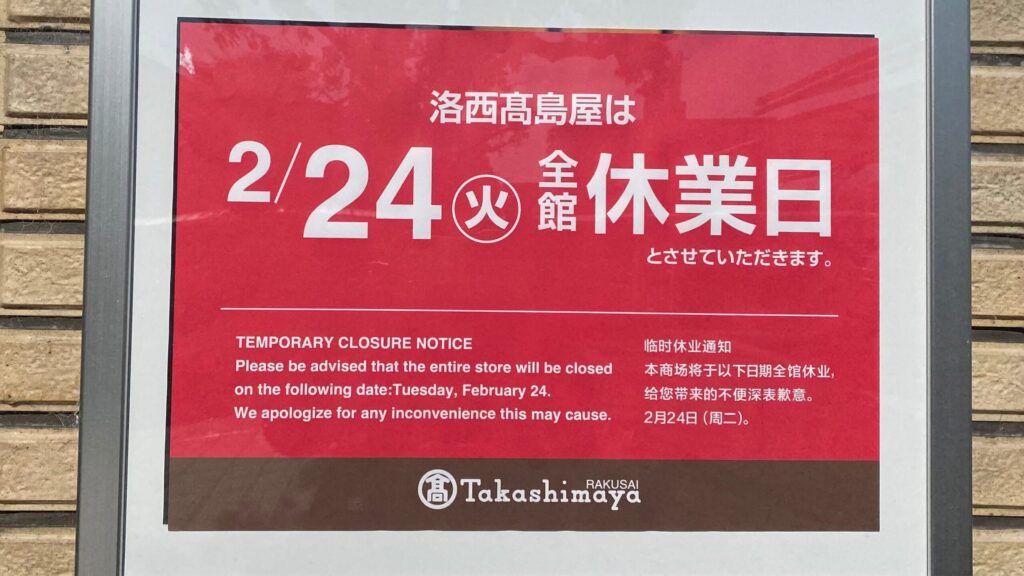 洛西髙島屋は
2/24㊋全館休業日
とさせていただきます。
TEMPORARY CLOSURE NOTICE
Please be advised that the entire store will be closed
on the following date:Tuesday, February 24.
We apologize for any inconvenience this may cause.
临时休业通知
本商场将于以下日期全馆休业，
给您带来的不便深表歉意。
2月24日（周二）。
髙 Takashimaya RAKUSAI